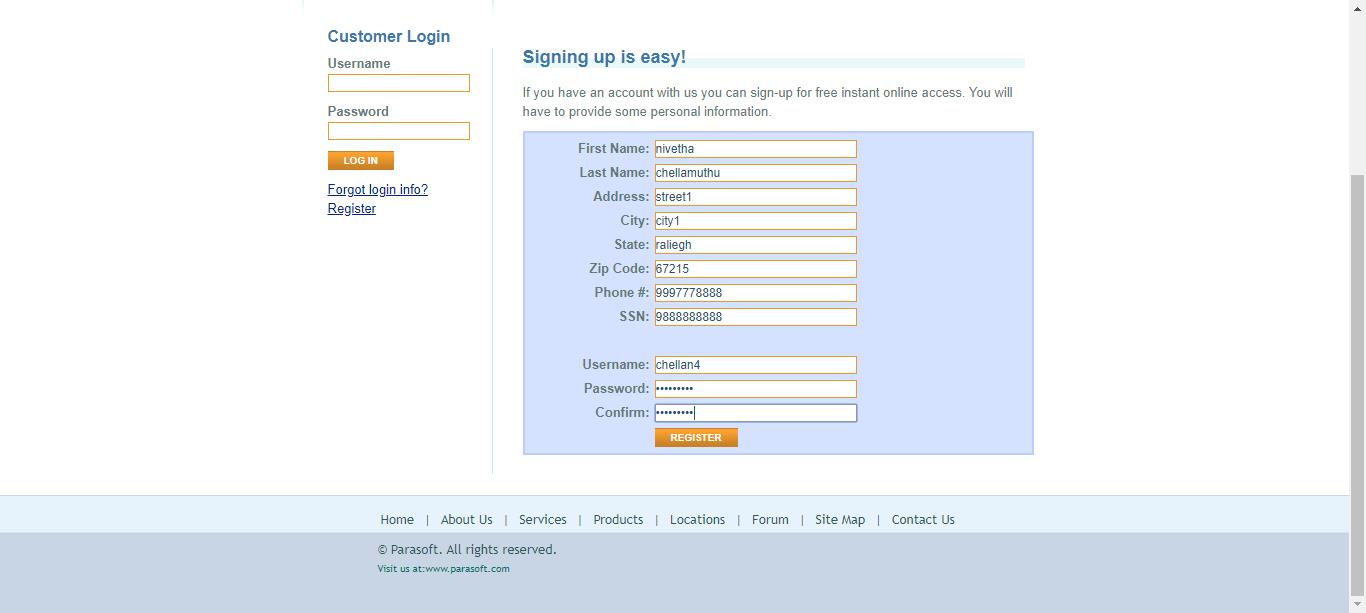 Customer Login
Username
Password
LOG IN
Forgot login info?
Register
Signing up is easy!
If you have an account with us you can sign-up for free instant online access. You will
have to provide some personal information.
First Name: nivetha
Last Name: chellamuthu
Address: street1
City: city1
State: raliegh
Zip Code: 67215
Phone #: 9997778888
SSN: 9888888888
Username: chellan4
Password: •••••••••
Confirm: •••••••••
REGISTER
Home | About Us | Services | Products | Locations | Forum | Site Map | Contact Us
© Parasoft. All rights reserved.
Visit us at:www.parasoft.com